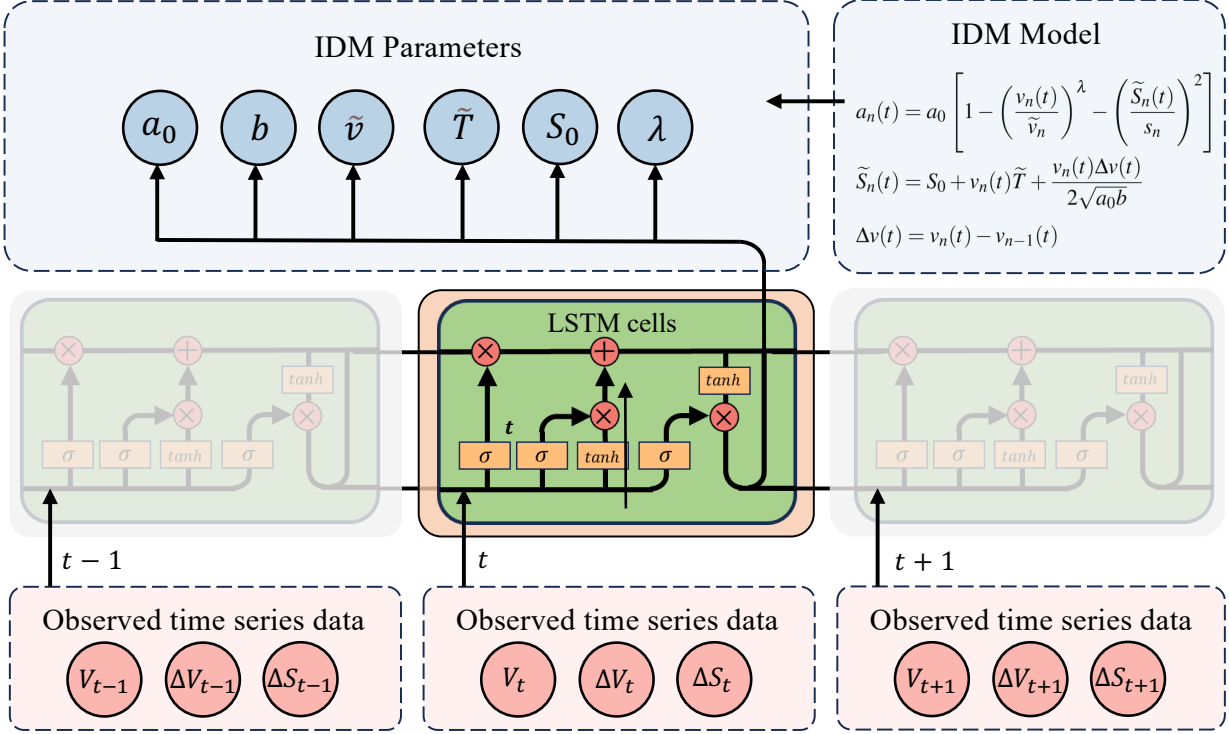 IDM Parameters
a₀ b ṽ T̃ S₀ λ
IDM Model
aₙ(t) = a₀ [1 − (vₙ(t)/ṽₙ)^λ − (S̃ₙ(t)/sₙ)²]
S̃ₙ(t) = S₀ + vₙ(t)T̃ + vₙ(t)Δv(t)/2√(a₀b)
Δv(t) = vₙ(t) − vₙ₋₁(t)
× + tanh ×
×
σ σ tanh σ
LSTM cells
× + tanh ×
×
t
σ σ tanh σ
× + tanh ×
×
σ σ tanh σ
t − 1
t
t + 1
Observed time series data
Vₜ₋₁ ΔVₜ₋₁ ΔSₜ₋₁
Observed time series data
Vₜ ΔVₜ ΔSₜ
Observed time series data
Vₜ₊₁ ΔVₜ₊₁ ΔSₜ₊₁